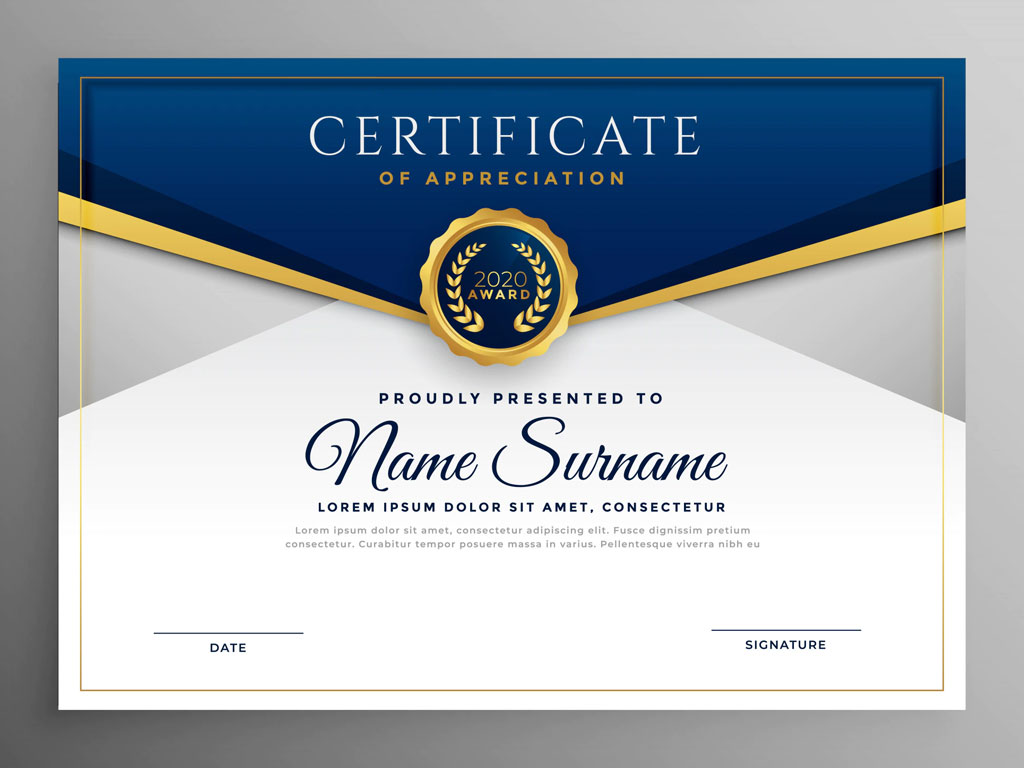 CERTIFICATE
OF APPRECIATION
2020
AWARD
PROUDLY PRESENTED TO
Name Surname
LOREM IPSUM DOLOR SIT AMET, CONSECTETUR
Lorem ipsum dolor sit amet, consectetur adipiscing elit. Fusce dignissim pretium
consectetur. Curabitur tempor posuere massa in varius. Pellentesque viverra nibh eu
DATE
SIGNATURE